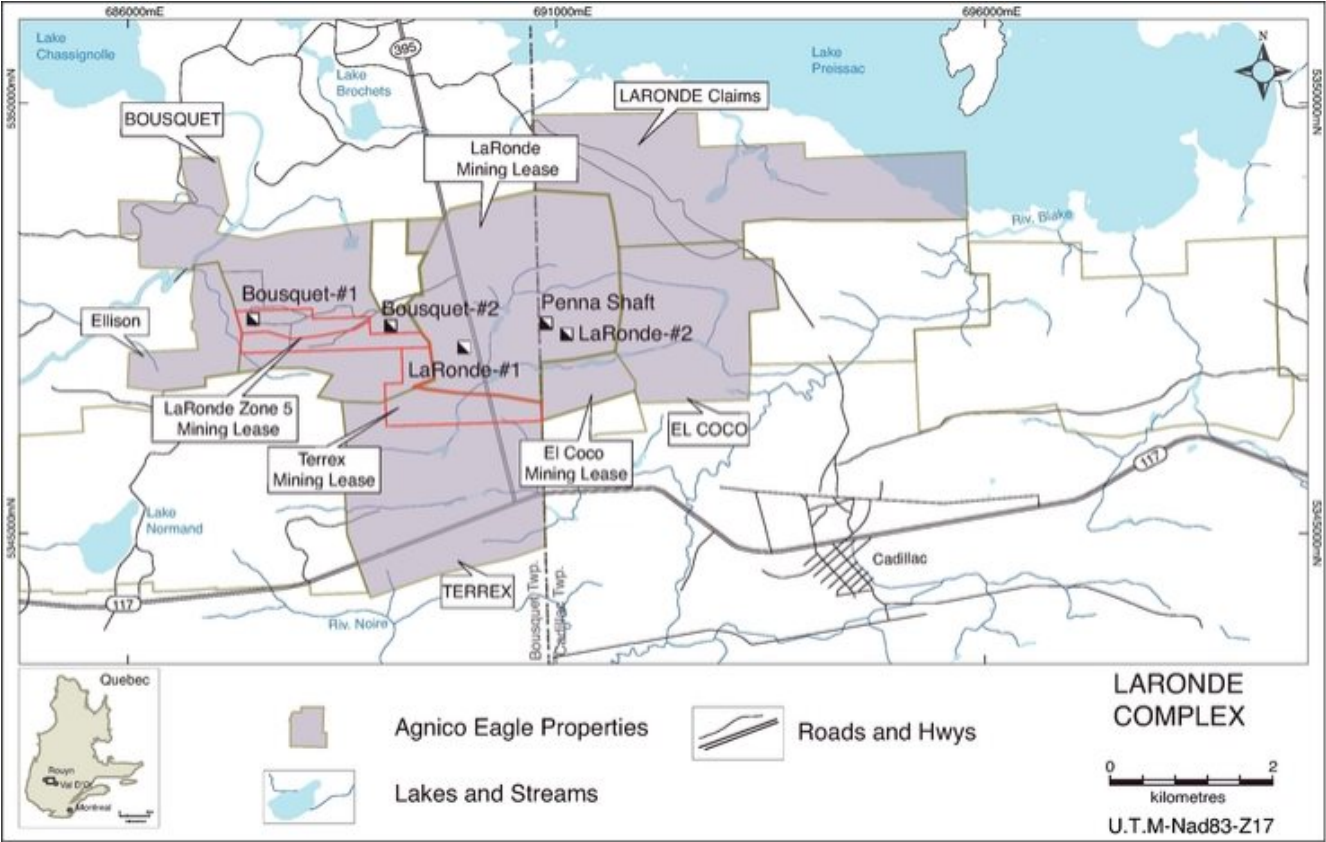 686000mE
691000mE
696000mE
Lake
Chassignolle
395
Lake
Brochets
Lake
Preissac
N
5350000mN
5350000mN
BOUSQUET
LARONDE Claims
LaRonde
Mining Lease
Riv. Blake
Bousquet-#1
Bousquet-#2
Penna Shaft
Ellison
LaRonde-#2
LaRonde-#1
LaRonde Zone 5
Mining Lease
Terrex
Mining Lease
El Coco
Mining Lease
EL COCO
117
Lake
Normand
5345000mN
5345000mN
Cadillac
TERREX
117
Riv. Noire
Bousquet Twp.
Cadillac Twp.
Quebec
Rouyn
Val D'Or
Montreal
Agnico Eagle Properties
Roads and Hwys
Lakes and Streams
LARONDE
COMPLEX
0 2
kilometres
U.T.M-Nad83-Z17